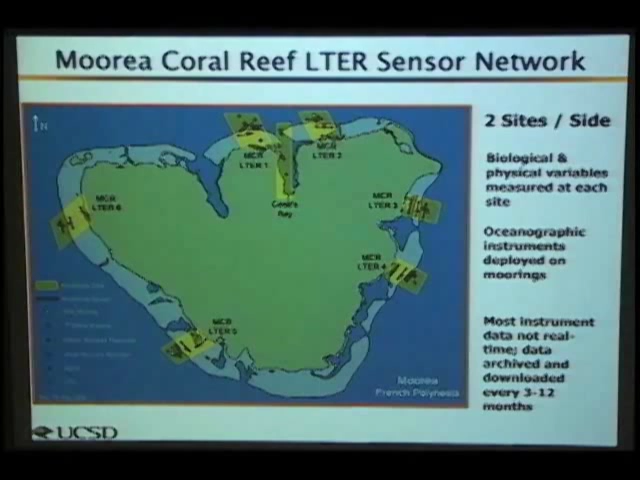 Moorea Coral Reef LTER Sensor Network
2 Sites / Side
Biological &
physical variables
measured at each
site
Oceanographic
instruments
deployed on
moorings
Most instrument
data not real-
time; data
archived and
downloaded
every 3-12
months
N
MCR
LTER 1
MCR
LTER 2
Cook's
Bay
MCR
LTER 3
MCR
LTER 4
MCR
LTER 5
MCR
LTER 6
Moorea
French Polynesia
UCSD